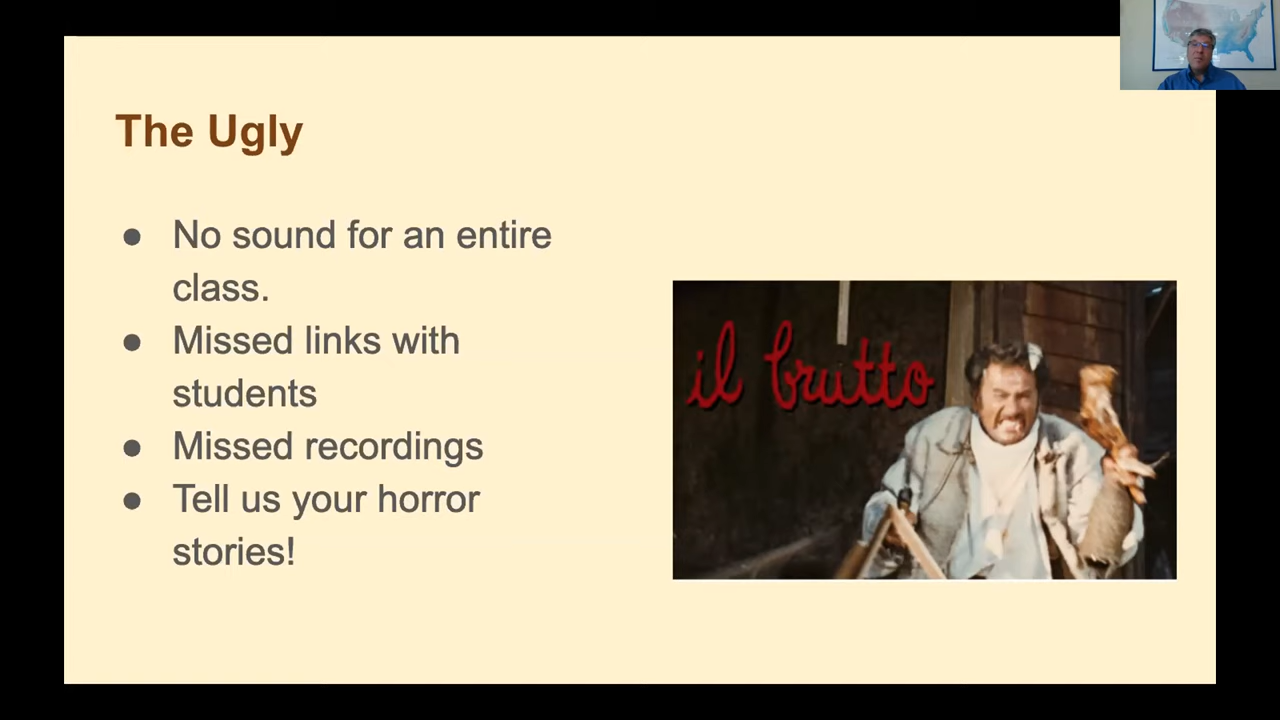 The Ugly
● No sound for an entire
class.
● Missed links with
students
● Missed recordings
● Tell us your horror
stories!
il brutto